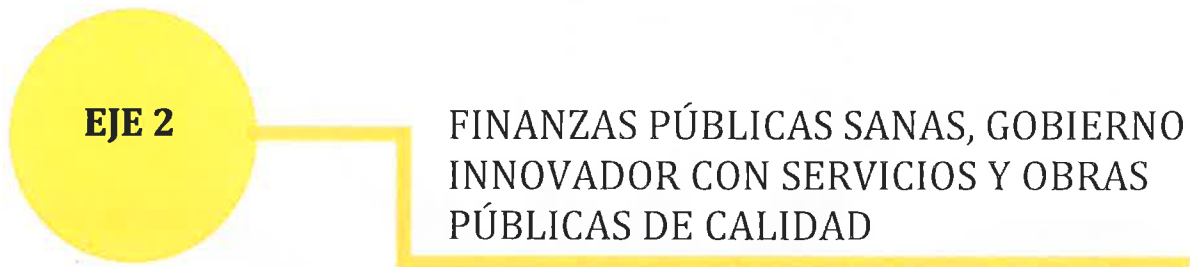 EJE 2
FINANZAS PÚBLICAS SANAS, GOBIERNO
INNOVADOR CON SERVICIOS Y OBRAS
PÚBLICAS DE CALIDAD